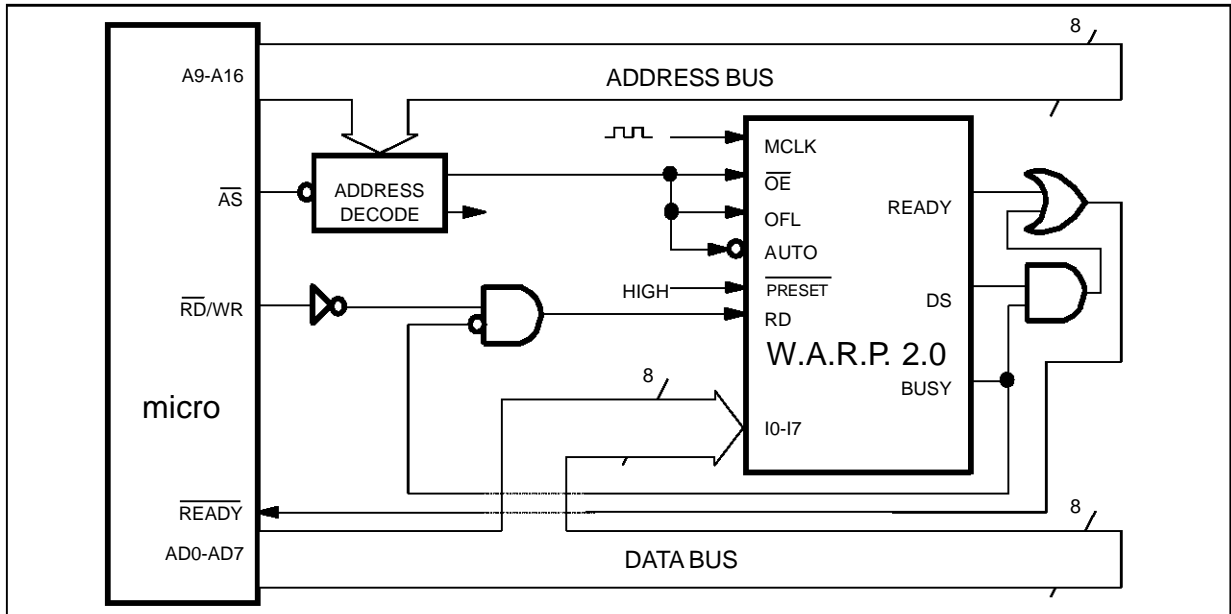 8
A9-A16
ADDRESS BUS
MCLK
ADDRESS
DECODE
OE
AS
READY
OFL
AUTO
HIGH
PRESET
DS
RD/WR
RD
W.A.R.P. 2.0
8
BUSY
micro
I0-I7
READY
8
AD0-AD7
DATA BUS